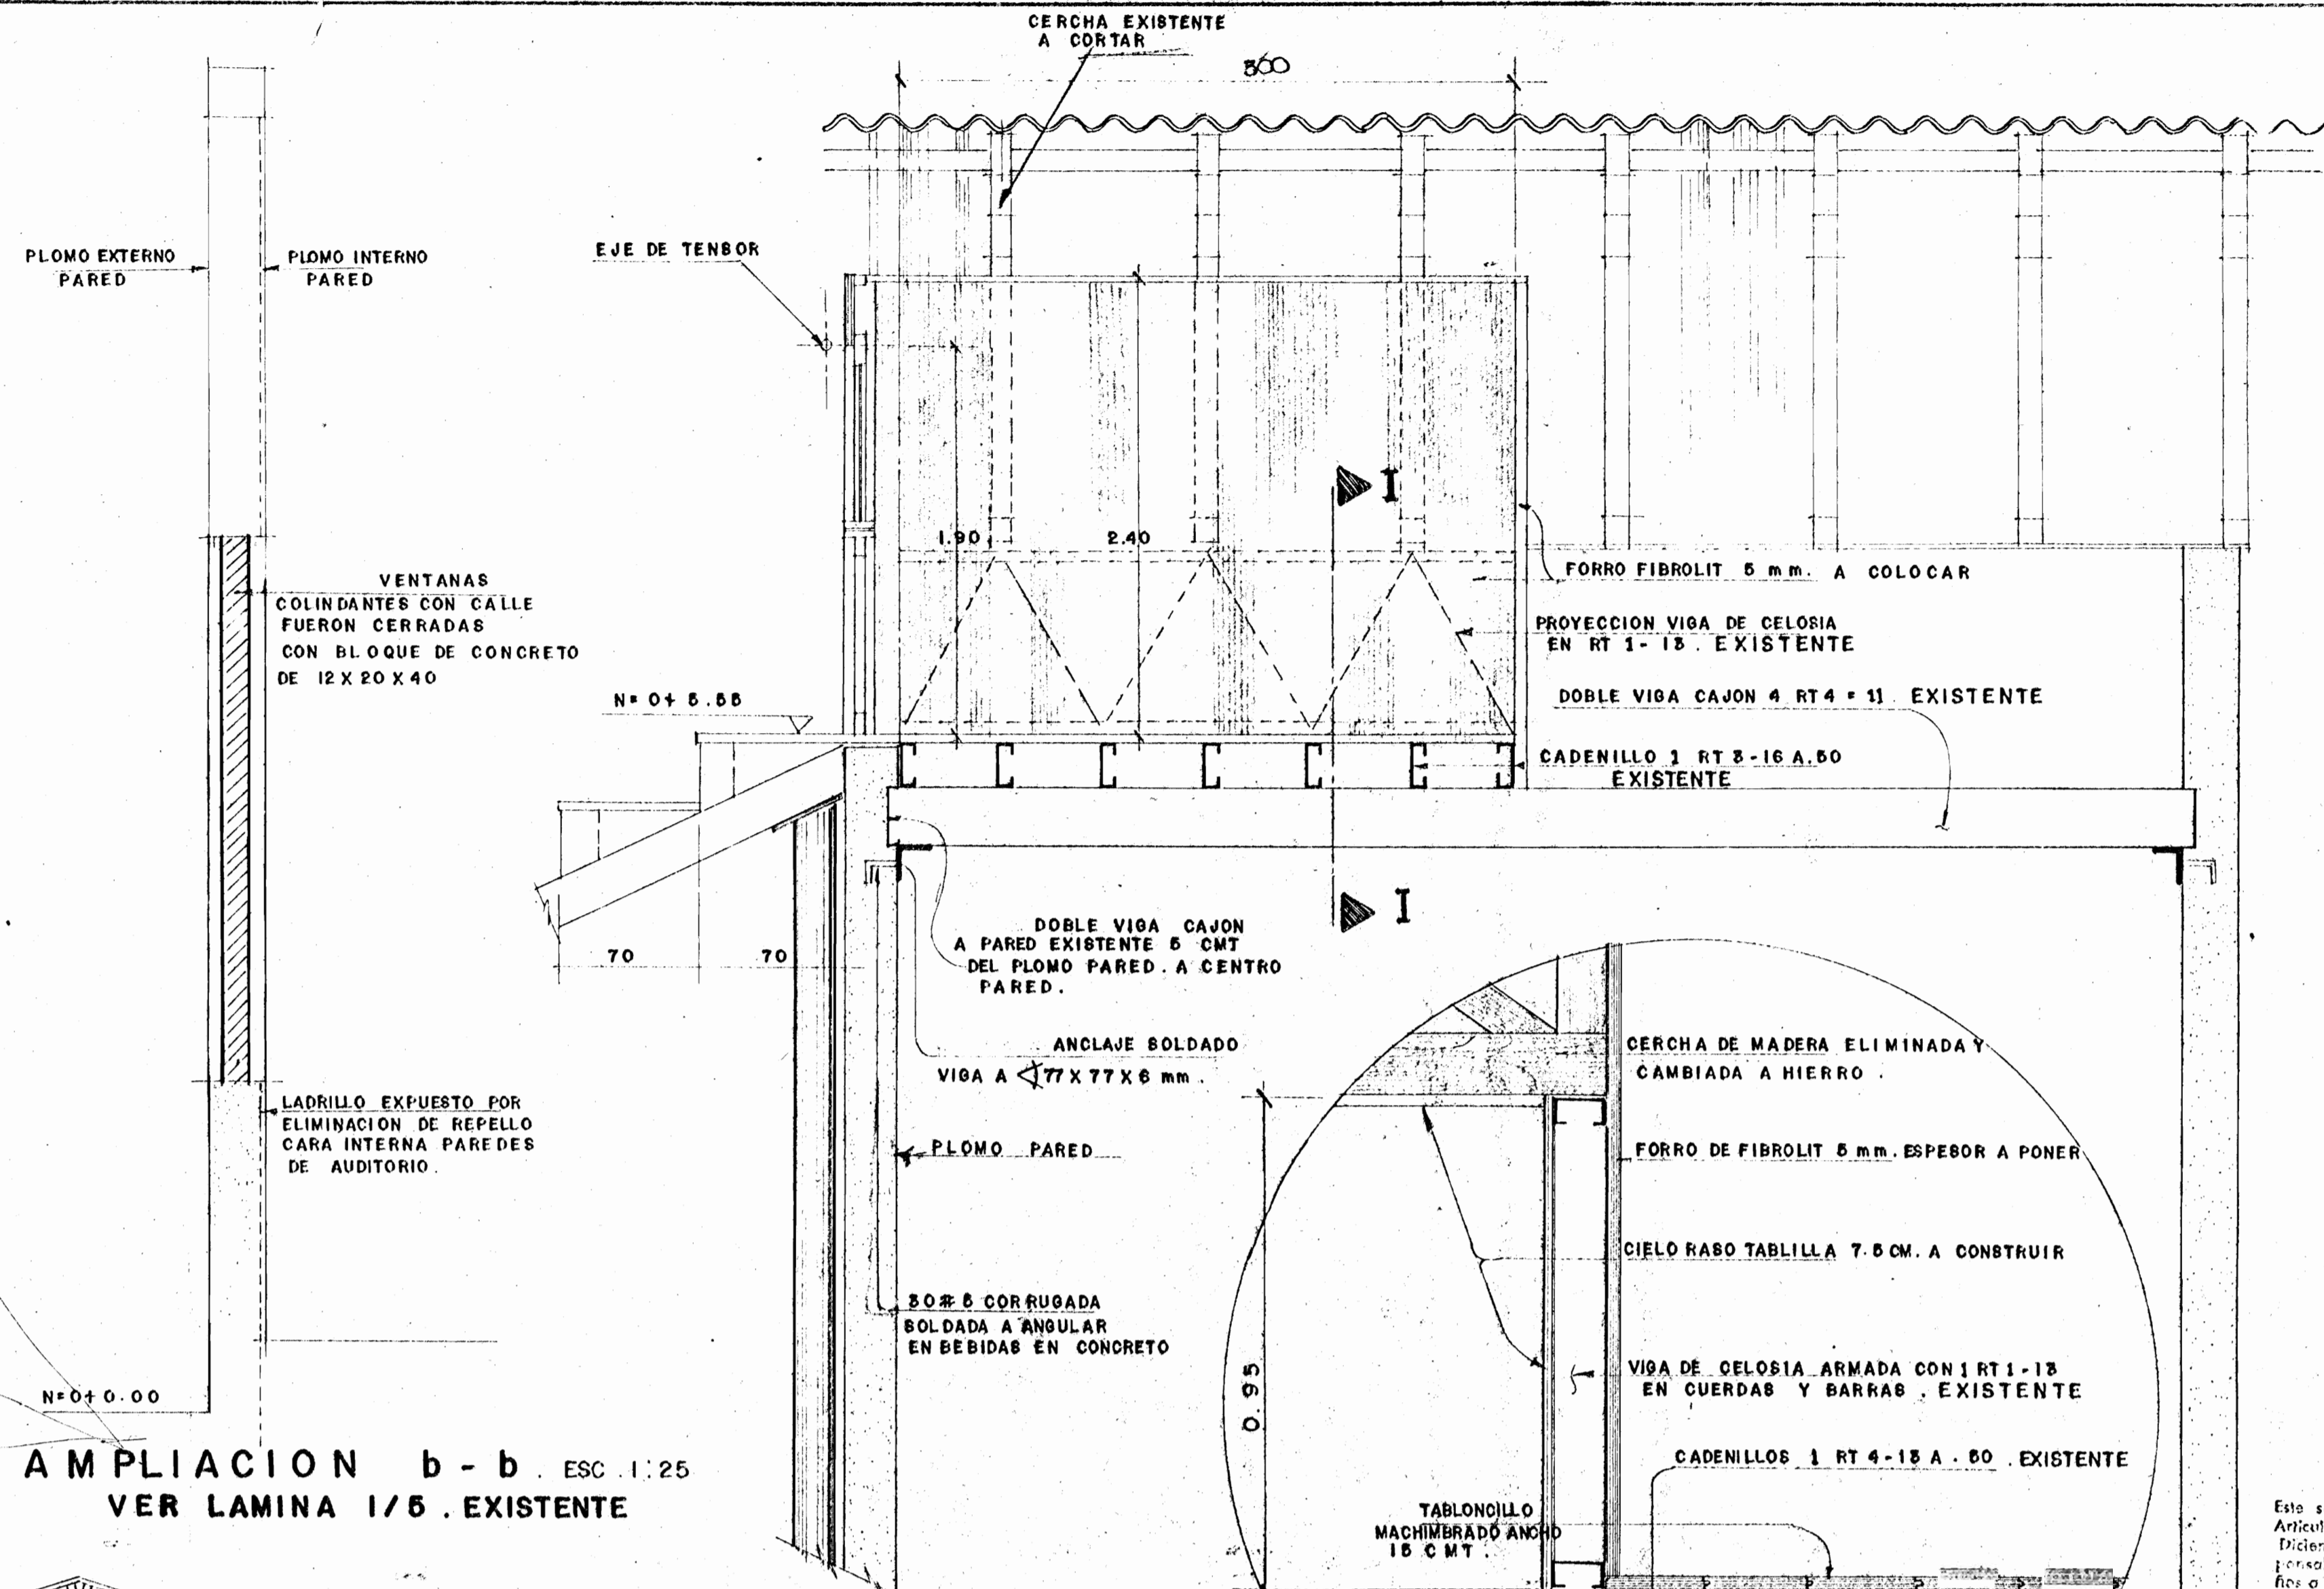 CERCHA EXISTENTE
A CORTAR
PLOMO EXTERNO
PARED
PLOMO INTERNO
PARED
EJE DE TENSOR
I
1.90
2.40
VENTANAS
COLINDANTES CON CALLE
FUERON CERRADAS
CON BLOQUE DE CONCRETO
DE 12 X 20 X 40
FORRO FIBROLIT 5 mm. A COLOCAR
PROYECCION VIGA DE CELOSIA
EN RT 1-13. EXISTENTE
DOBLE VIGA CAJON 4 RT 4 = 11. EXISTENTE
CADENILLO 1 RT 3-16 A.50
EXISTENTE
I
DOBLE VIGA CAJON
A PARED EXISTENTE 5 CMT
DEL PLOMO PARED. A CENTRO
PARED.
70
70
ANCLAJE SOLDADO
VIGA A ∢77 X 77 X 6 mm.
LADRILLO EXPUESTO POR
ELIMINACION DE REPELLO
CARA INTERNA PAREDES
DE AUDITORIO.
PLOMO PARED
CERCHA DE MADERA ELIMINADA Y
CAMBIADA A HIERRO.
FORRO DE FIBROLIT 5 mm. ESPESOR A PONER
CIELO RASO TABLILLA 7.5 CM. A CONSTRUIR
30 # 5 CORRUGADA
SOLDADA A ANGULAR
EN BEBIDAS EN CONCRETO
0.95
VIGA DE CELOSIA ARMADA CON 1 RT 1-13
EN CUERDAS Y BARRAS. EXISTENTE
CADENILLOS 1 RT 4-13 A .50 . EXISTENTE
N=0+0.00
AMPLIACION b-b. ESC. 1:25
VER LAMINA 1/5. EXISTENTE
TABLONCILLO
MACHIMBRADO ANCHO
15 CMT.
Este s
Articul
Dicien